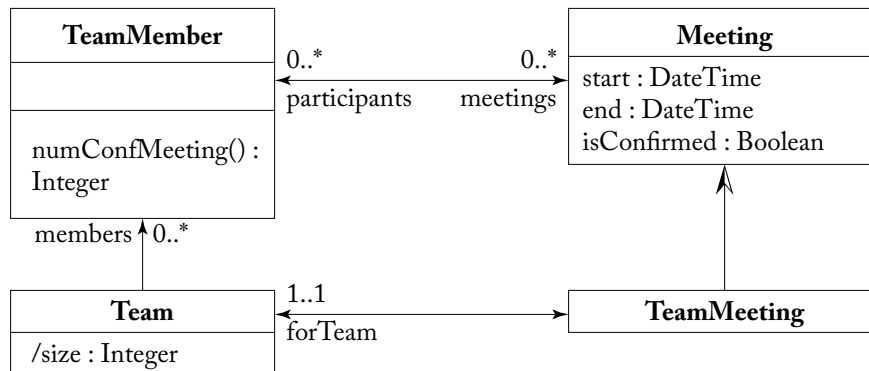 TeamMember
numConfMeeting() :
Integer
0..*
0..*
participants
meetings
Meeting
start : DateTime
end : DateTime
isConfirmed : Boolean
members
0..*
Team
/size : Integer
1..1
forTeam
TeamMeeting